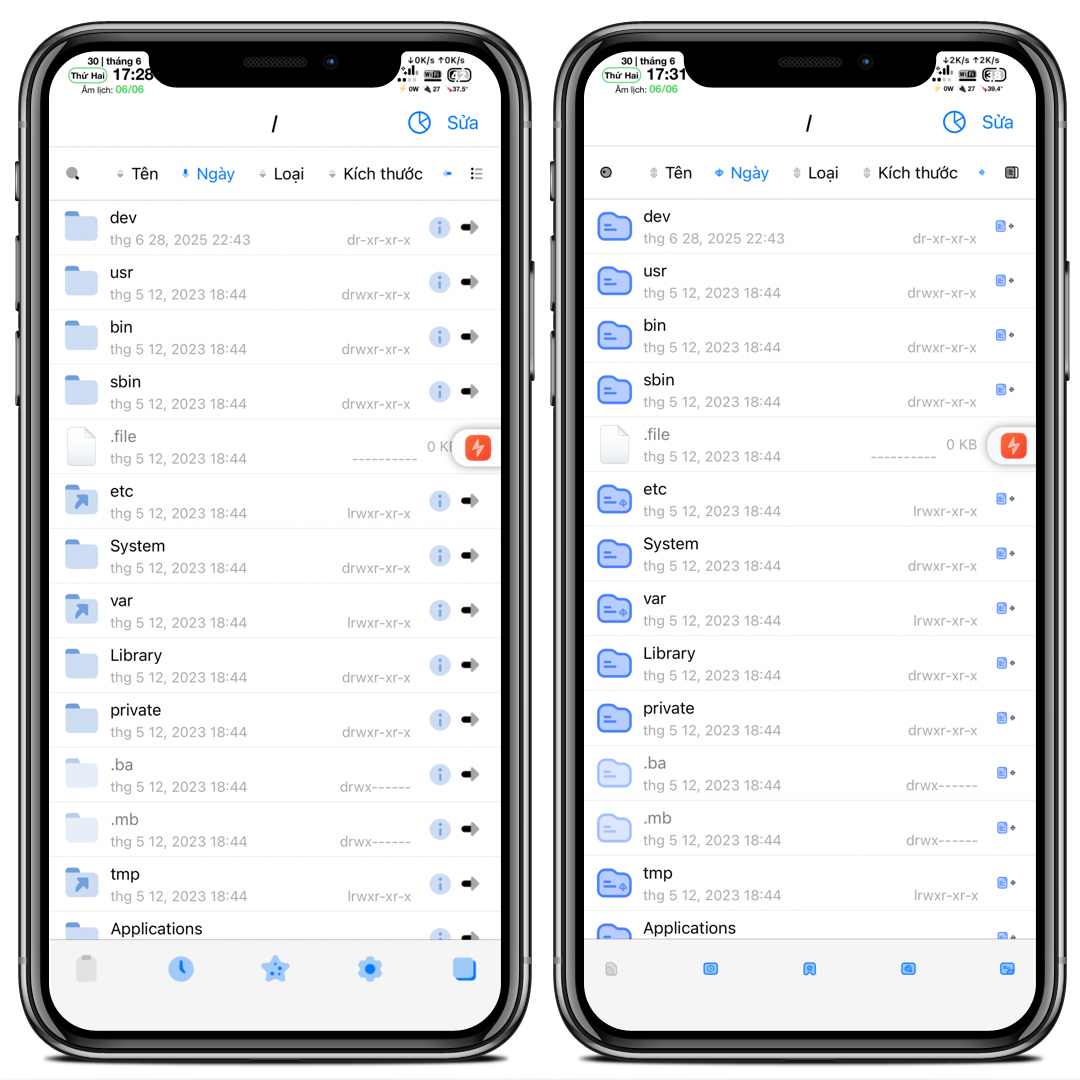 30 | tháng 6
Thứ Hai 17:28
Âm lịch: 06/06
↓0K/s ↑0K/s
WiFi
0W 27 37.5°
/
Sửa
Tên Ngày Loại Kích thước
dev
thg 6 28, 2025 22:43 dr-xr-xr-x
usr
thg 5 12, 2023 18:44 drwxr-xr-x
bin
thg 5 12, 2023 18:44 drwxr-xr-x
sbin
thg 5 12, 2023 18:44 drwxr-xr-x
.file
0 KB
thg 5 12, 2023 18:44 ----------
etc
thg 5 12, 2023 18:44 lrwxr-xr-x
System
thg 5 12, 2023 18:44 drwxr-xr-x
var
thg 5 12, 2023 18:44 lrwxr-xr-x
Library
thg 5 12, 2023 18:44 drwxr-xr-x
private
thg 5 12, 2023 18:44 drwxr-xr-x
.ba
thg 5 12, 2023 18:44 drwx------
.mb
thg 5 12, 2023 18:44 drwx------
tmp
thg 5 12, 2023 18:44 lrwxr-xr-x
Applications
30 | tháng 6
Thứ Hai 17:31
Âm lịch: 06/06
↓2K/s ↑2K/s
WiFi
0W 27 39.4°
/
Sửa
Tên Ngày Loại Kích thước
dev
thg 6 28, 2025 22:43 dr-xr-xr-x
usr
thg 5 12, 2023 18:44 drwxr-xr-x
bin
thg 5 12, 2023 18:44 drwxr-xr-x
sbin
thg 5 12, 2023 18:44 drwxr-xr-x
.file
0 KB
thg 5 12, 2023 18:44 ----------
etc
thg 5 12, 2023 18:44 lrwxr-xr-x
System
thg 5 12, 2023 18:44 drwxr-xr-x
var
thg 5 12, 2023 18:44 lrwxr-xr-x
Library
thg 5 12, 2023 18:44 drwxr-xr-x
private
thg 5 12, 2023 18:44 drwxr-xr-x
.ba
thg 5 12, 2023 18:44 drwx------
.mb
thg 5 12, 2023 18:44 drwx------
tmp
thg 5 12, 2023 18:44 lrwxr-xr-x
Applications